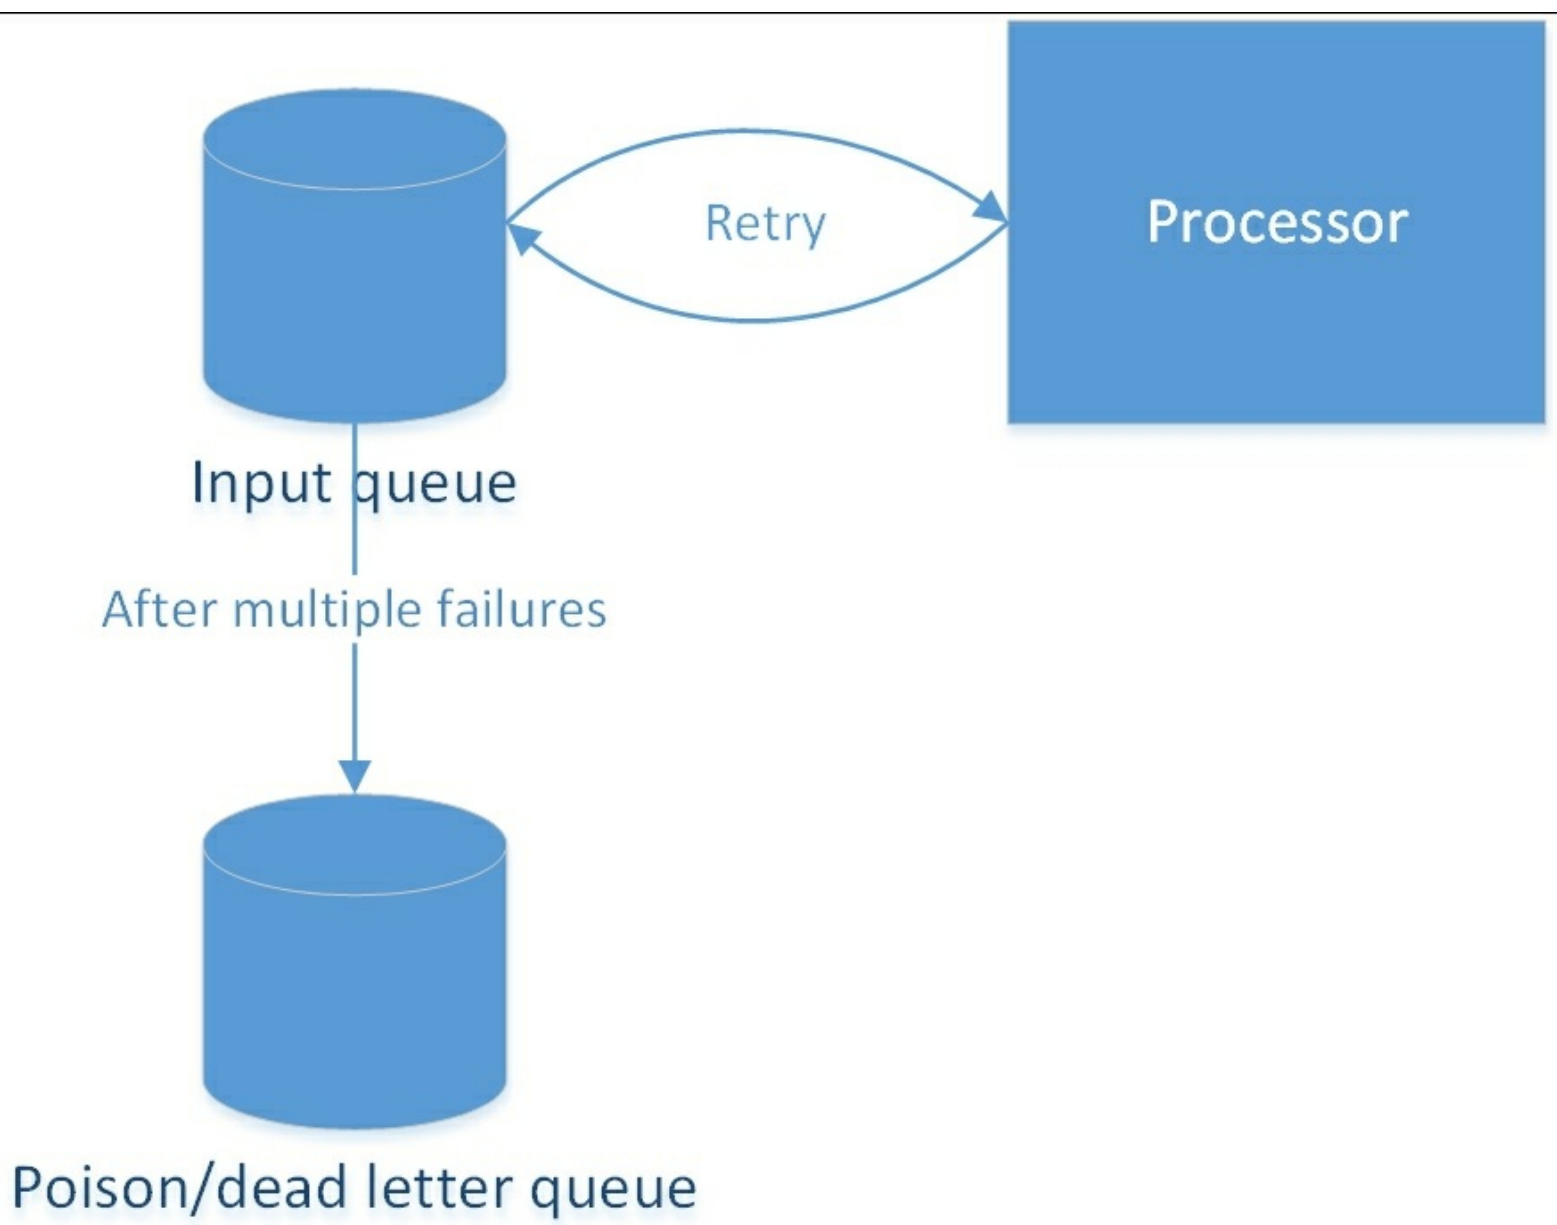 Retry
Processor
Input queue
After multiple failures
Poison/dead letter queue